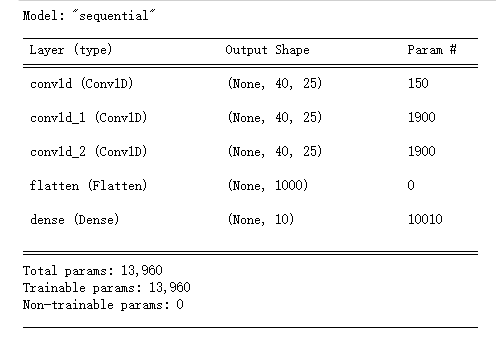 Model: "sequential"
Layer (type) Output Shape Param #
conv1d (Conv1D) (None, 40, 25) 150
conv1d_1 (Conv1D) (None, 40, 25) 1900
conv1d_2 (Conv1D) (None, 40, 25) 1900
flatten (Flatten) (None, 1000) 0
dense (Dense) (None, 10) 10010
Total params: 13,960
Trainable params: 13,960
Non-trainable params: 0